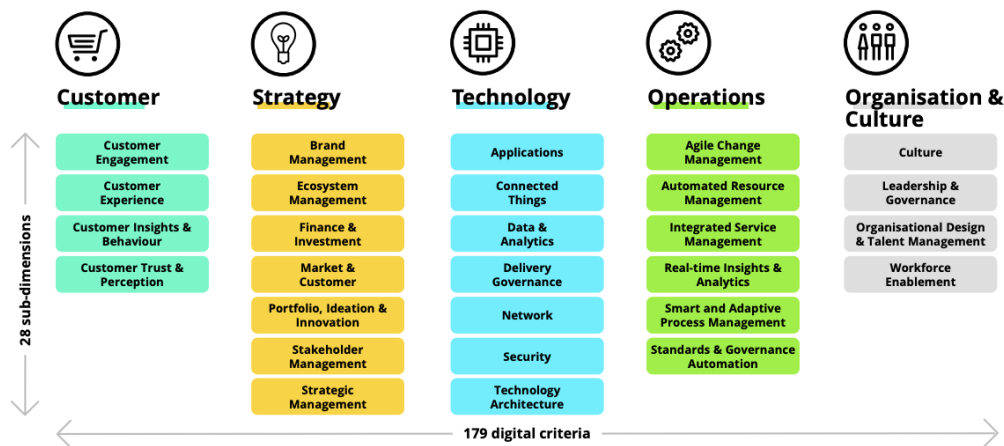 Customer
Strategy
Technology
Operations
Organisation &
Culture
28 sub-dimensions
Customer
Engagement
Customer
Experience
Customer Insights &
Behaviour
Customer Trust &
Perception
Brand
Management
Ecosystem
Management
Finance &
Investment
Market &
Customer
Portfolio, Ideation &
Innovation
Stakeholder
Management
Strategic
Management
Applications
Connected
Things
Data &
Analytics
Delivery
Governance
Network
Security
Technology
Architecture
Agile Change
Management
Automated Resource
Management
Integrated Service
Management
Real-time Insights &
Analytics
Smart and Adaptive
Process Management
Standards & Governance
Automation
Culture
Leadership &
Governance
Organisational Design
& Talent Management
Workforce
Enablement
179 digital criteria